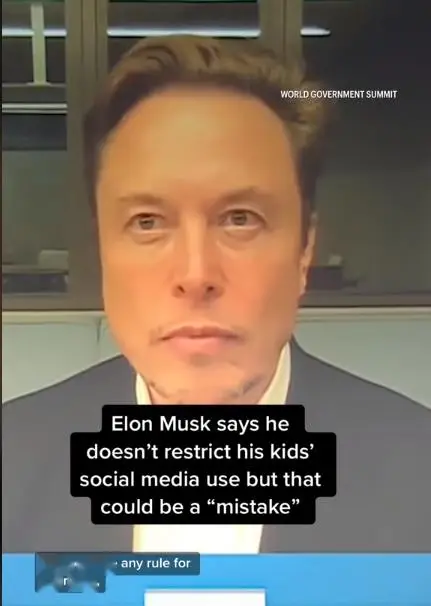 WORLD GOVERNMENT SUMMIT
Elon Musk says he
doesn’t restrict his kids’
social media use but that
could be a “mistake”
any rule for